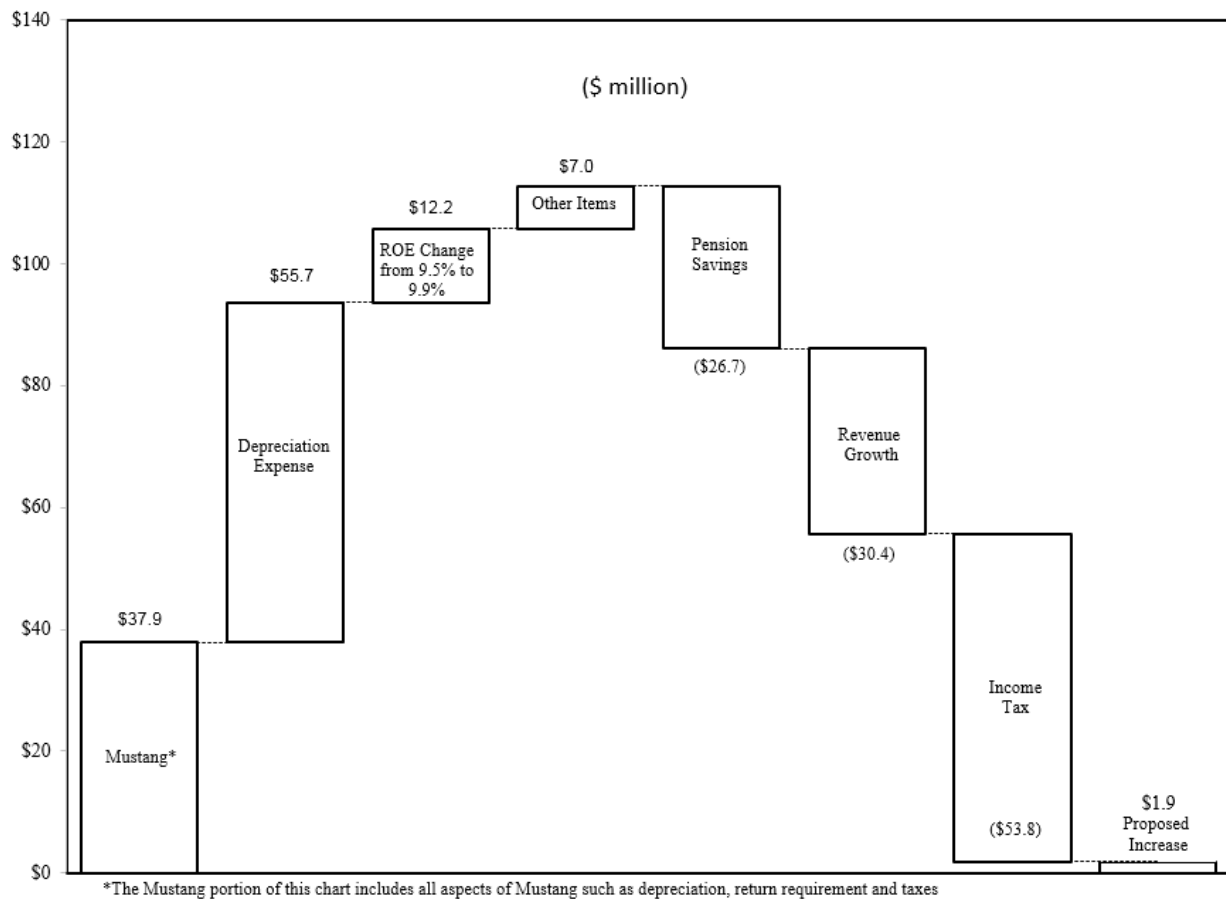 $140
($ million)
$120
$7.0
Other Items
$12.2
ROE Change
from 9.5% to
9.9%
Pension
Savings
$100
$55.7
$80
($26.7)
Depreciation
Expense
Revenue
Growth
$60
($30.4)
$40
$37.9
Income
Tax
$20
Mustang*
($53.8)
$1.9
Proposed
Increase
$0
*The Mustang portion of this chart includes all aspects of Mustang such as depreciation, return requirement and taxes